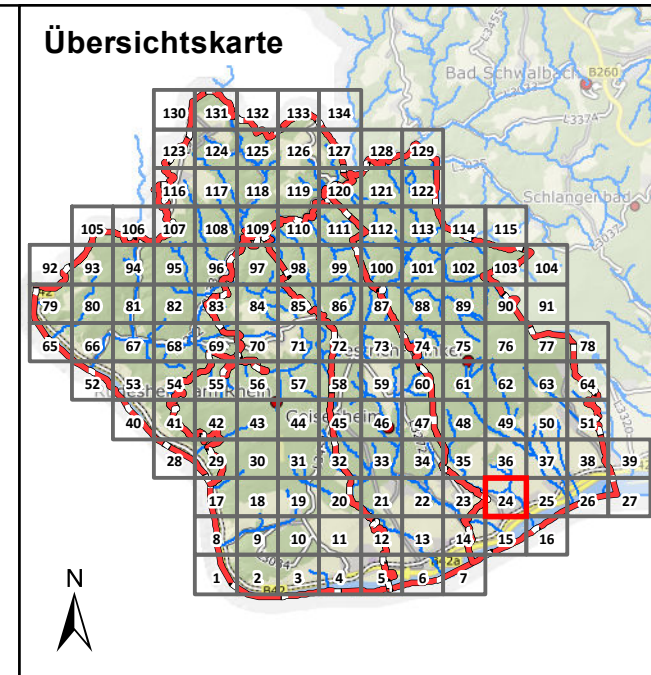 Übersichtskarte
L3455
Bad Schwalbach
B260
130 131 132 133 134
L3374
123 124 125 126 127 128 129
L3035
116 117 118 119 120 121 122
Schlangenbad
105 106 107 108 109 110 111 112 113 114 115
L3037
92 93 94 95 96 97 98 99 100 101 102 103 104
79 80 81 82 83 84 85 86 87 88 89 90 91
65 66 67 68 69 70 71 72 73 74 75 76 77 78
52 53 54 55 56 57 58 59 60 61 62 63 64
40 41 42 43 44 45 46 47 48 49 50 51
Geisenheim
L3320
28 29 30 31 32 33 34 35 36 37 38 39
17 18 19 20 21 22 23 24 25 26 27
8 9 10 11 12 13 14 15 16
L3034
B42a
1 2 3 4 5 6 7
B42
N